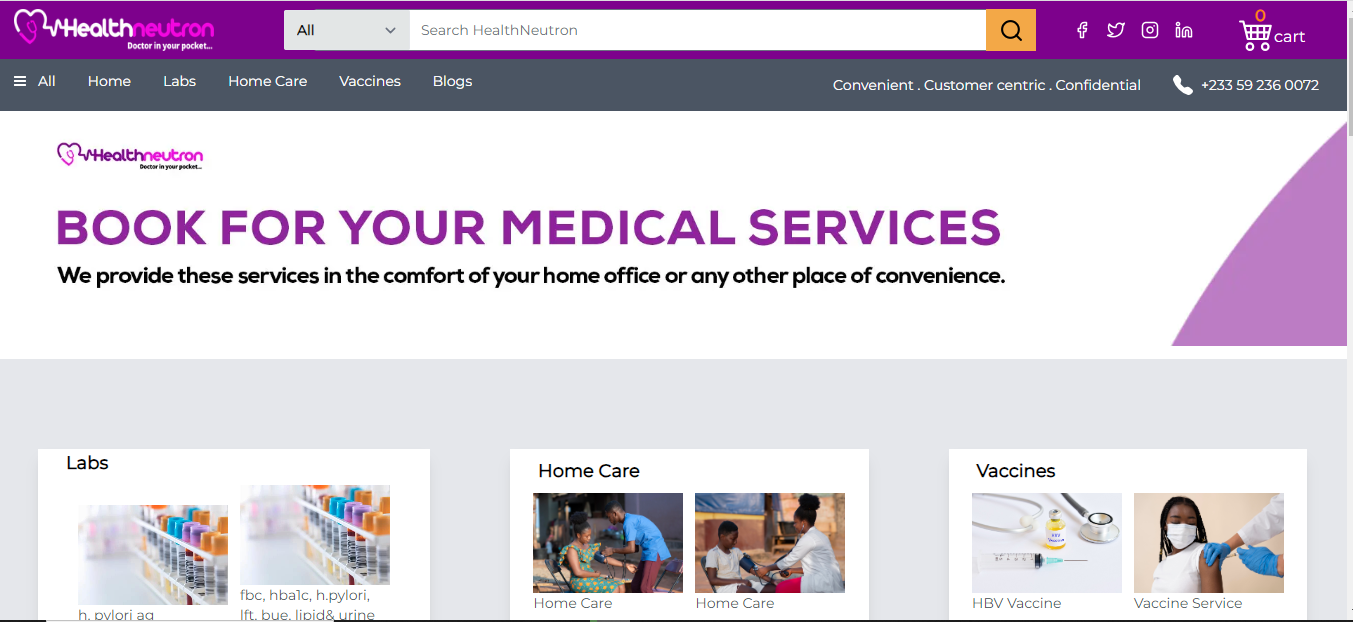 Healthneutron
Doctor in your pocket...
All
Search HealthNeutron
0
cart
All
Home
Labs
Home Care
Vaccines
Blogs
Convenient . Customer centric . Confidential
+233 59 236 0072
Healthneutron
Doctor in your pocket...
BOOK FOR YOUR MEDICAL SERVICES
We provide these services in the comfort of your home office or any other place of convenience.
Labs
h. pylori ag
fbc, hba1c, h.pylori,
lft, bue, lipid& urine
Home Care
Home Care
Home Care
Vaccines
HBV Vaccine
Vaccine Service